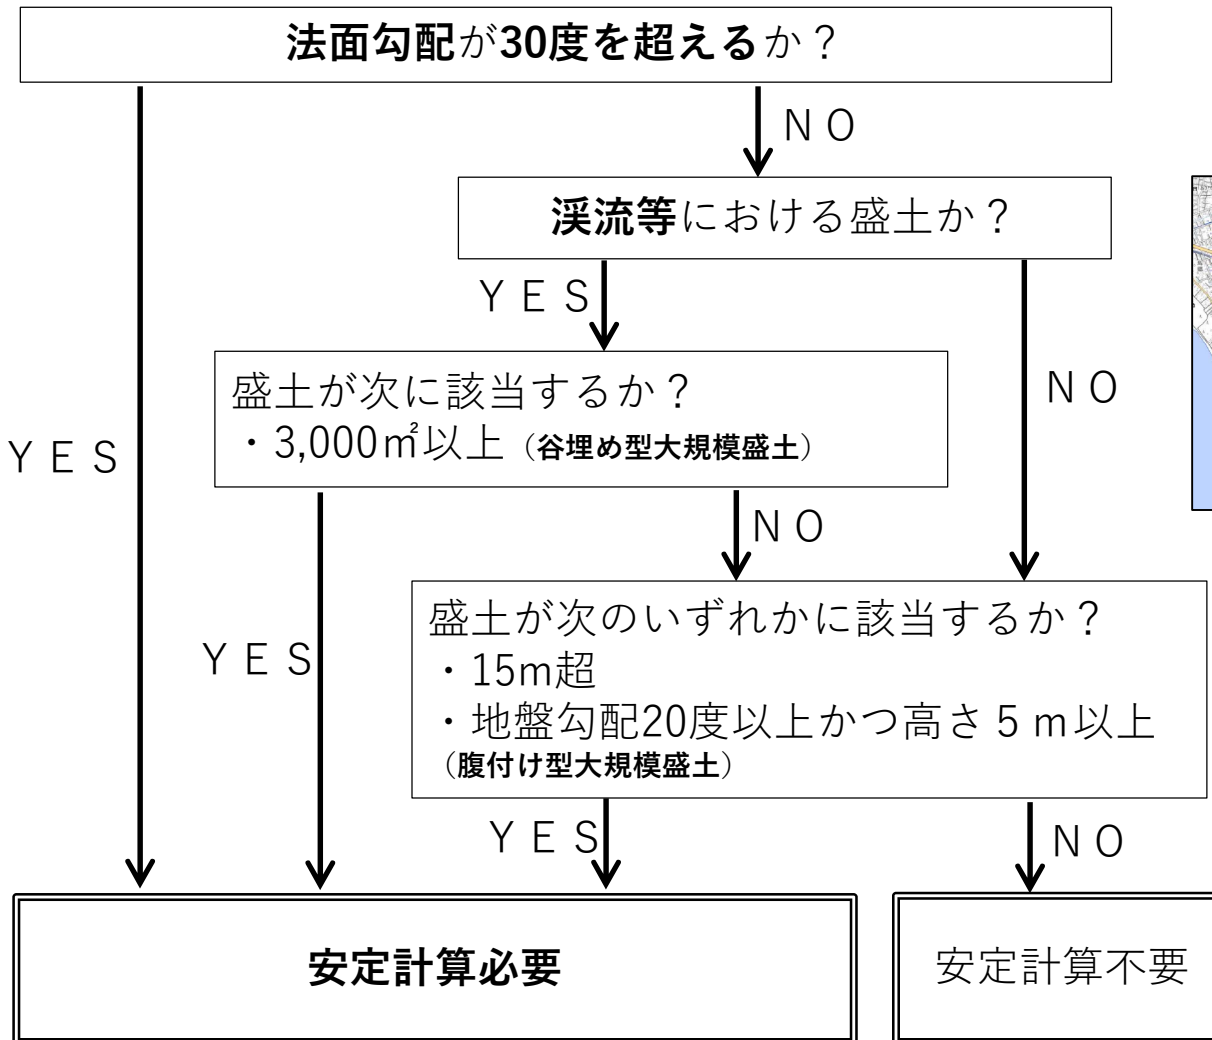 法面勾配が30度を超えるか？
NO
渓流等における盛土か？
YES
盛土が次に該当するか？
・3,000㎡以上（谷埋め型大規模盛土）
NO
YES
NO
盛土が次のいずれかに該当するか？
・15m超
・地盤勾配20度以上かつ高さ５ｍ以上
（腹付け型大規模盛土）
YES
YES
NO
安定計算必要
安定計算不要